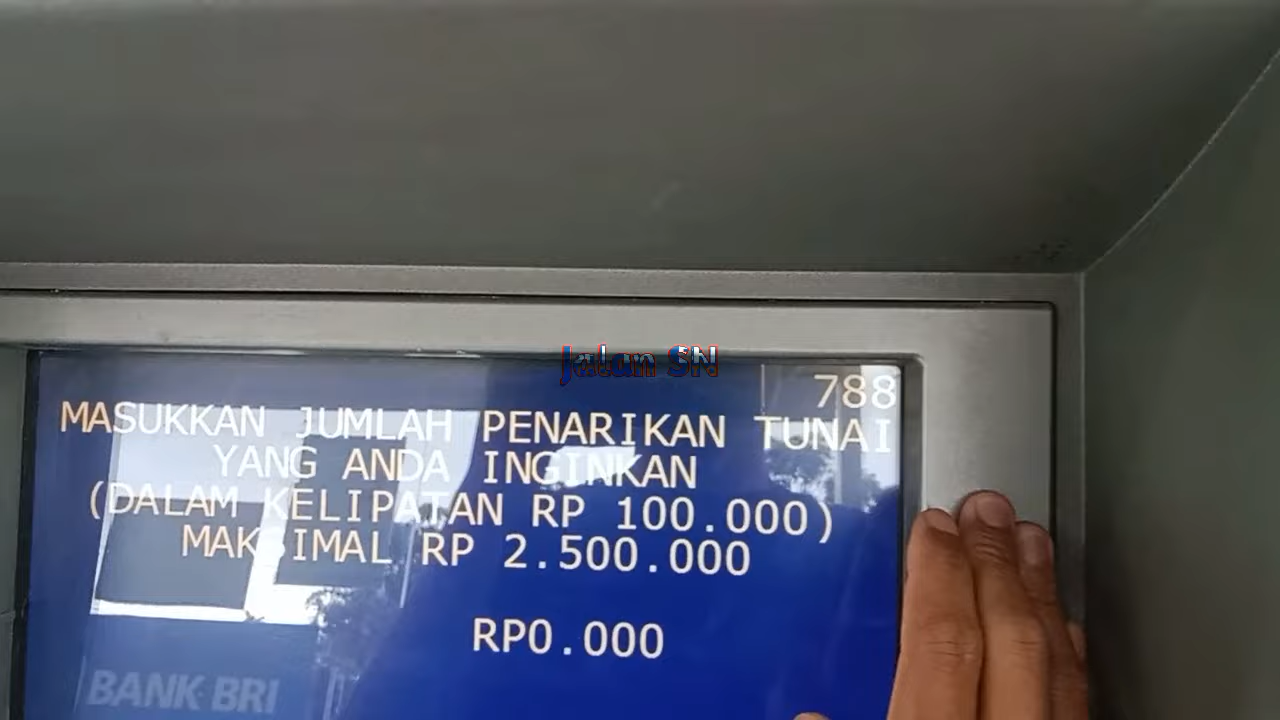 Jalan SN
788
MASUKKAN JUMLAH PENARIKAN TUNAI
YANG ANDA INGINKAN
(DALAM KELIPATAN RP 100.000)
MAKSIMAL RP 2.500.000
RP0.000
BANK BRI